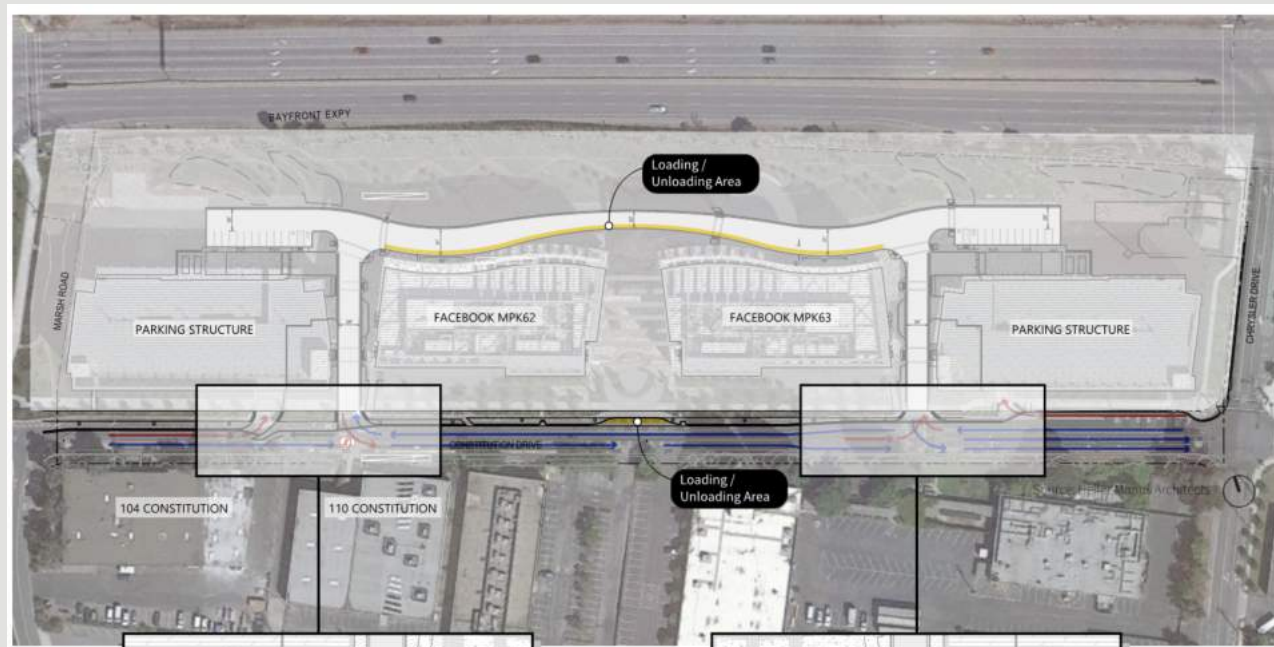 BAYFRONT EXPY
Loading /
Unloading Area
MARSH ROAD
PARKING STRUCTURE
FACEBOOK MPK62
FACEBOOK MPK63
PARKING STRUCTURE
CHRYSLER DRIVE
CONSTITUTION DRIVE
Loading /
Unloading Area
104 CONSTITUTION
110 CONSTITUTION